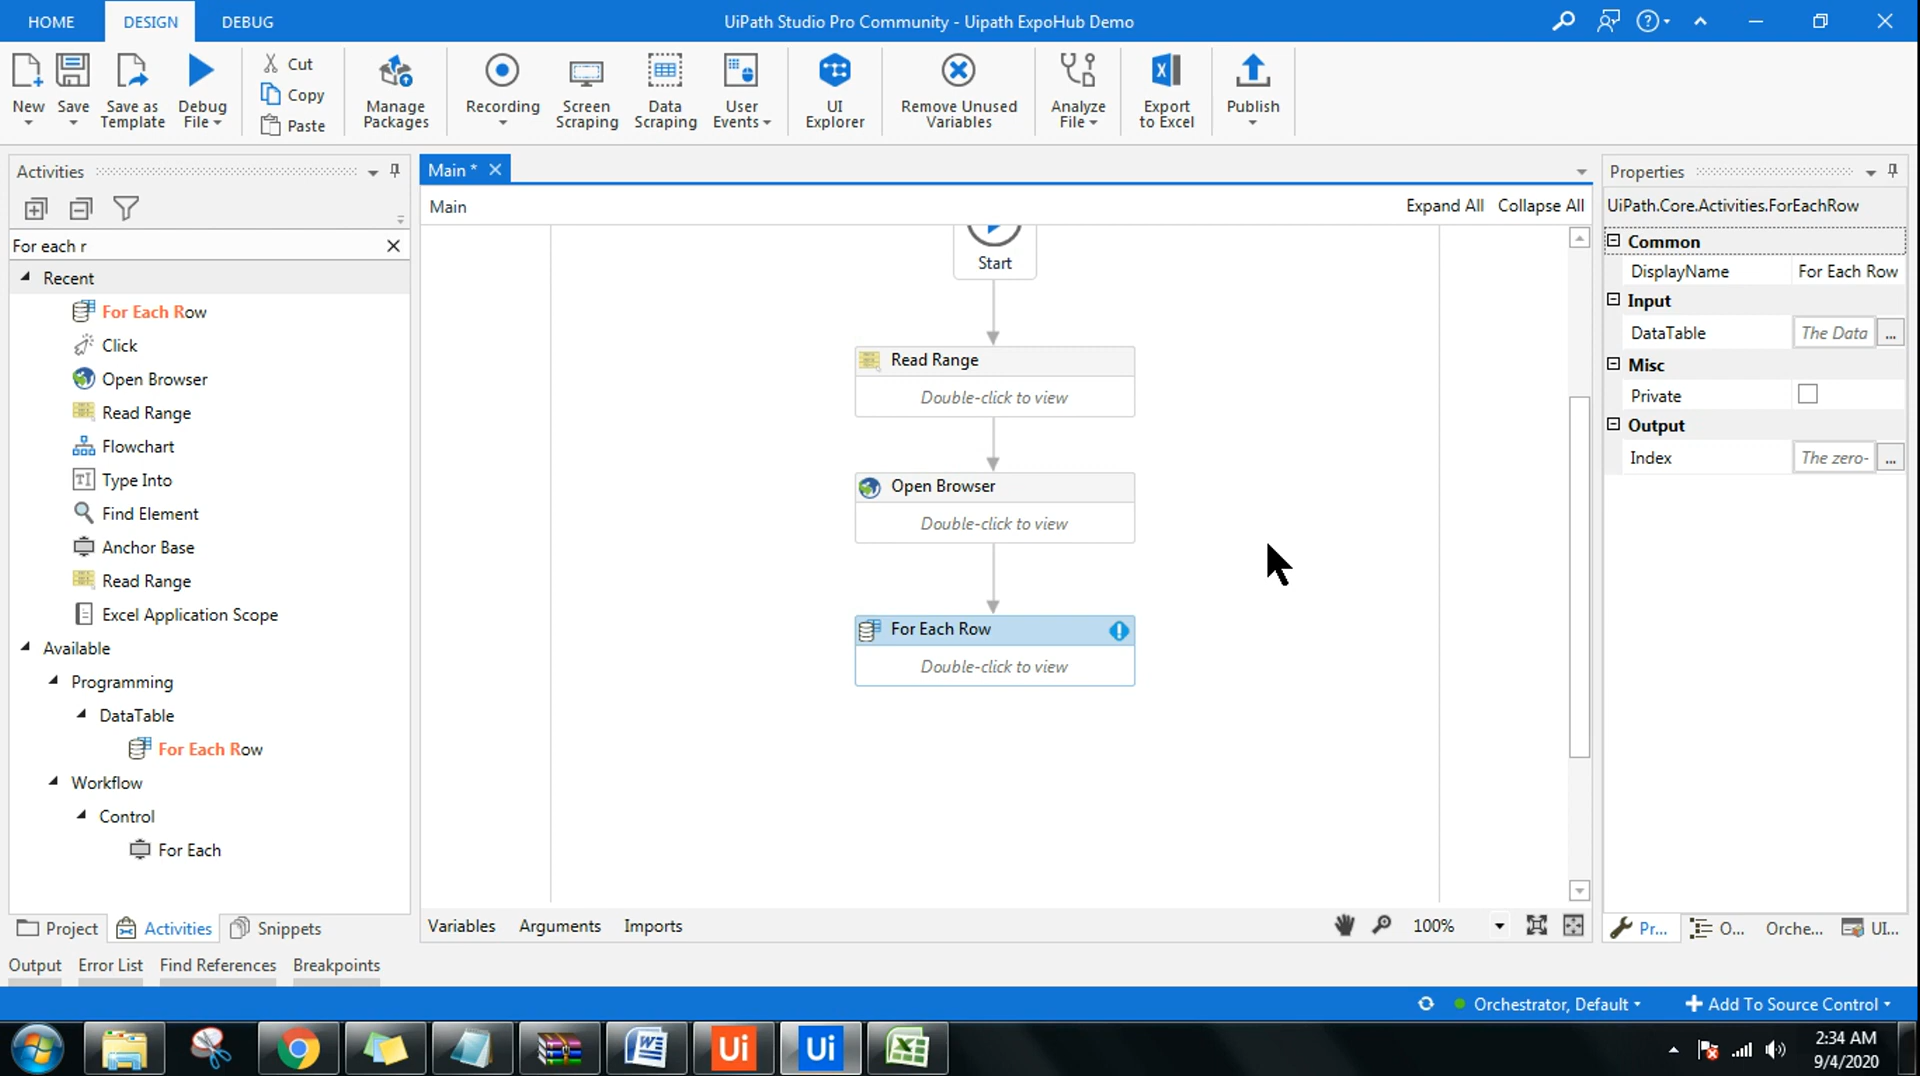 HOME DESIGN DEBUG UiPath Studio Pro Community - Uipath ExpoHub Demo
New
Save
Save as
Template
Debug
File
Cut
Copy
Paste
Manage
Packages
Recording
Screen
Scraping
Data
Scraping
User
Events
UI
Explorer
Remove Unused
Variables
Analyze
File
Export
to Excel
Publish
Activities
For each r
Recent
For Each Row
Click
Open Browser
Read Range
Flowchart
Type Into
Find Element
Anchor Base
Read Range
Excel Application Scope
Available
Programming
DataTable
For Each Row
Workflow
Control
For Each
Project Activities Snippets
Main *
Main Expand All Collapse All
Start
Read Range
Double-click to view
Open Browser
Double-click to view
For Each Row
Double-click to view
Variables Arguments Imports 100%
Properties
UiPath.Core.Activities.ForEachRow
Common
DisplayName For Each Row
Input
DataTable The Data ...
Misc
Private
Output
Index The zero- ...
Pr... O... Orche... UI...
Output Error List Find References Breakpoints
Orchestrator, Default Add To Source Control
Ui Ui
2:34 AM
9/4/2020